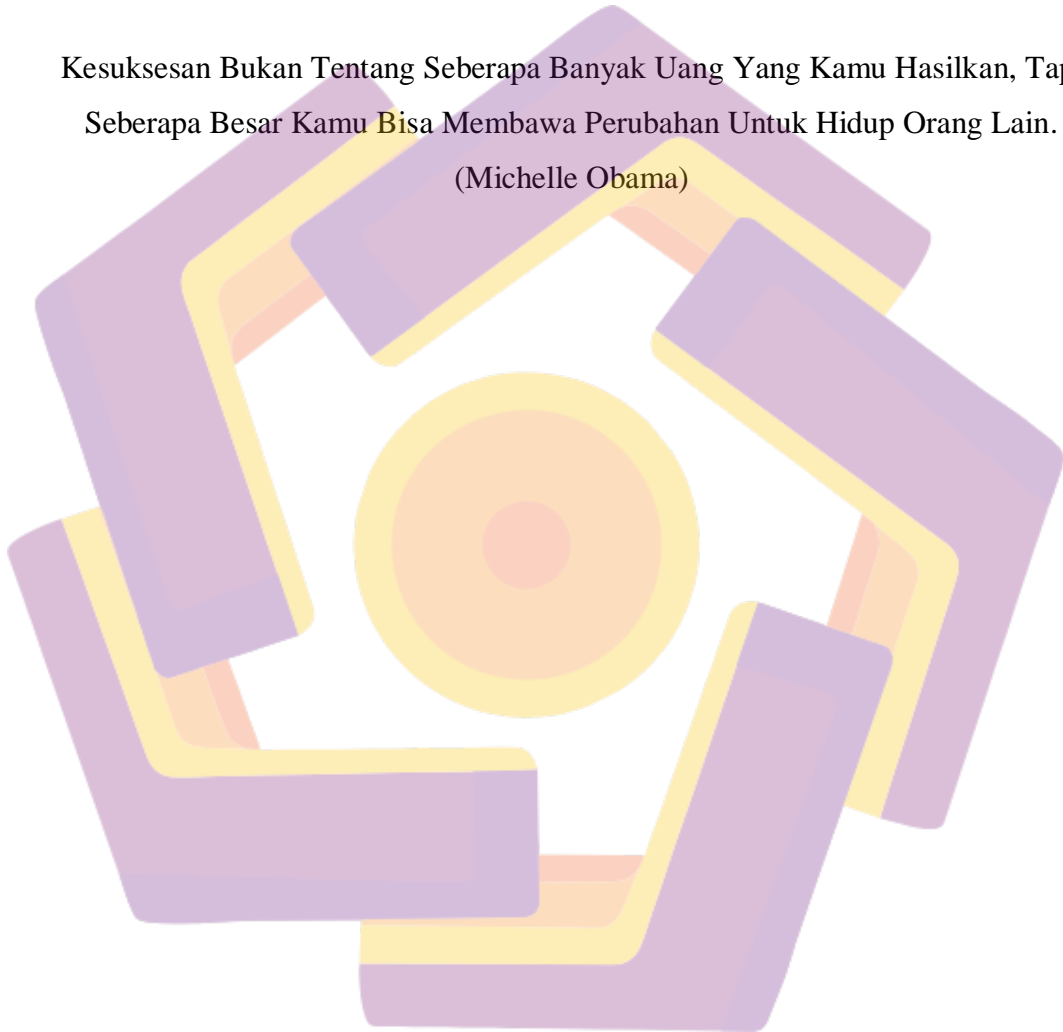 Kesuksesan Bukan Tentang Seberapa Banyak Uang Yang Kamu Hasilkan,
Seberapa Besar Kamu Bisa Membawa Perubahan Untuk Hidup Orang Lain.
(Michelle Obama)